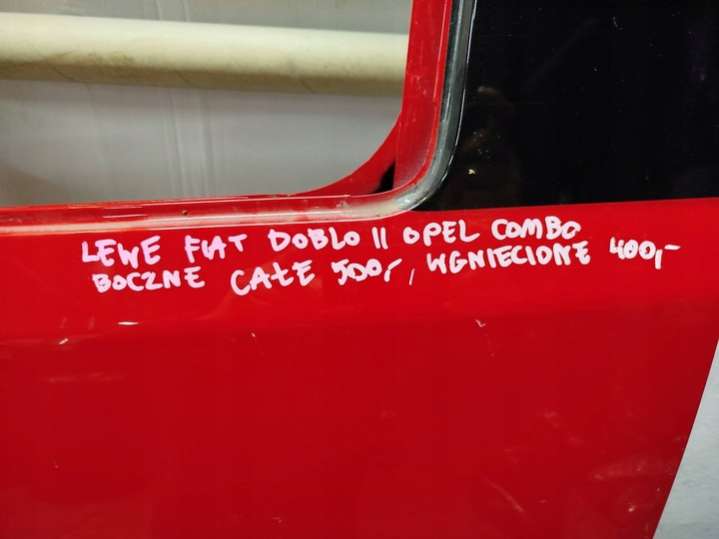 LEWE FIAT DOBLO II OPEL COMBO
BOCZNE CAŁE 500,-, WGNIECIONE 400,-